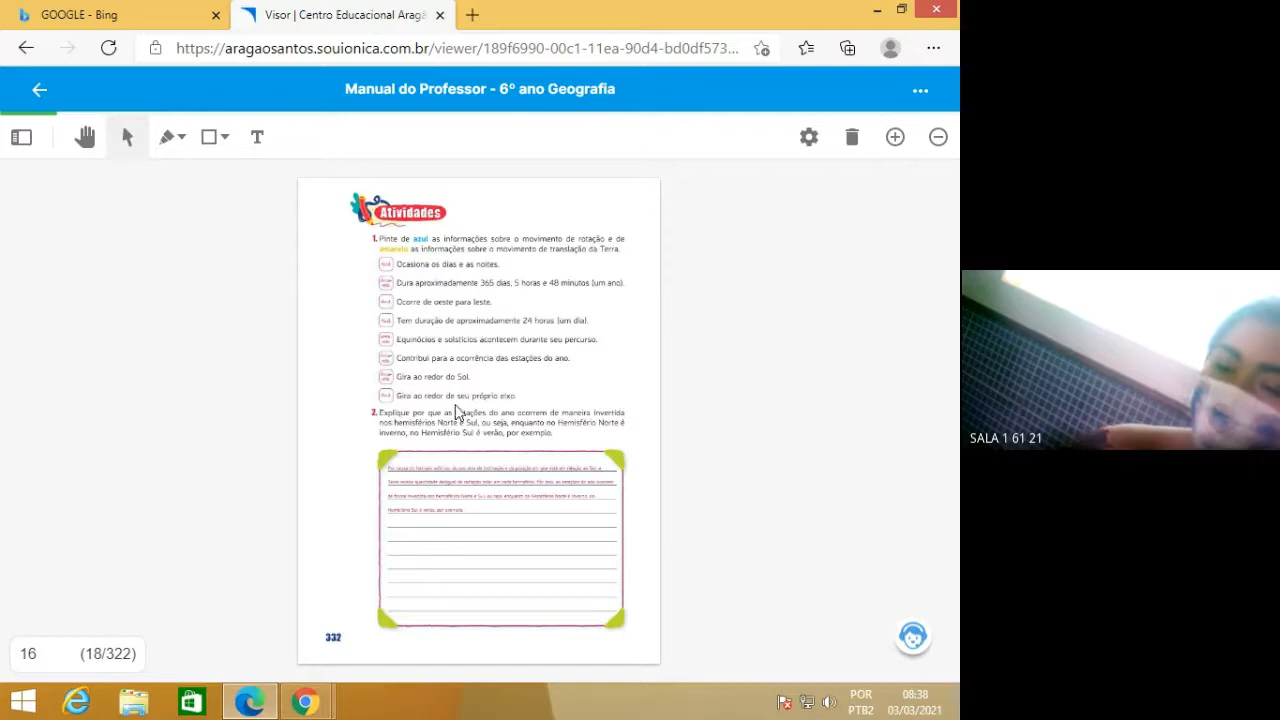 GOOGLE - Bing
Visor | Centro Educacional Aragã
https://aragaosantos.souionica.com.br/viewer/189f6990-00c1-11ea-90d4-bd0df573...
Manual do Professor - 6º ano Geografia
T
Atividades
1. Pinte de azul as informações sobre o movimento de rotação e de
amarelo as informações sobre o movimento de translação da Terra.
Ocasiona os dias e as noites.
Dura aproximadamente 365 dias, 5 horas e 48 minutos (um ano).
Ocorre de oeste para leste.
Tem duração de aproximadamente 24 horas (um dia).
Equinócios e solstícios acontecem durante seu percurso.
Contribui para a ocorrência das estações do ano.
Gira ao redor do Sol.
Gira ao redor de seu próprio eixo.
2. Explique por que as estações do ano ocorrem de maneira invertida
nos hemisférios Norte e Sul, ou seja, enquanto no Hemisfério Norte é
inverno, no Hemisfério Sul é verão, por exemplo.
Hemisfério Sul é verão, por exemplo.
332
16 (18/322)
SALA 1 61 21
POR
PTB2
08:38
03/03/2021